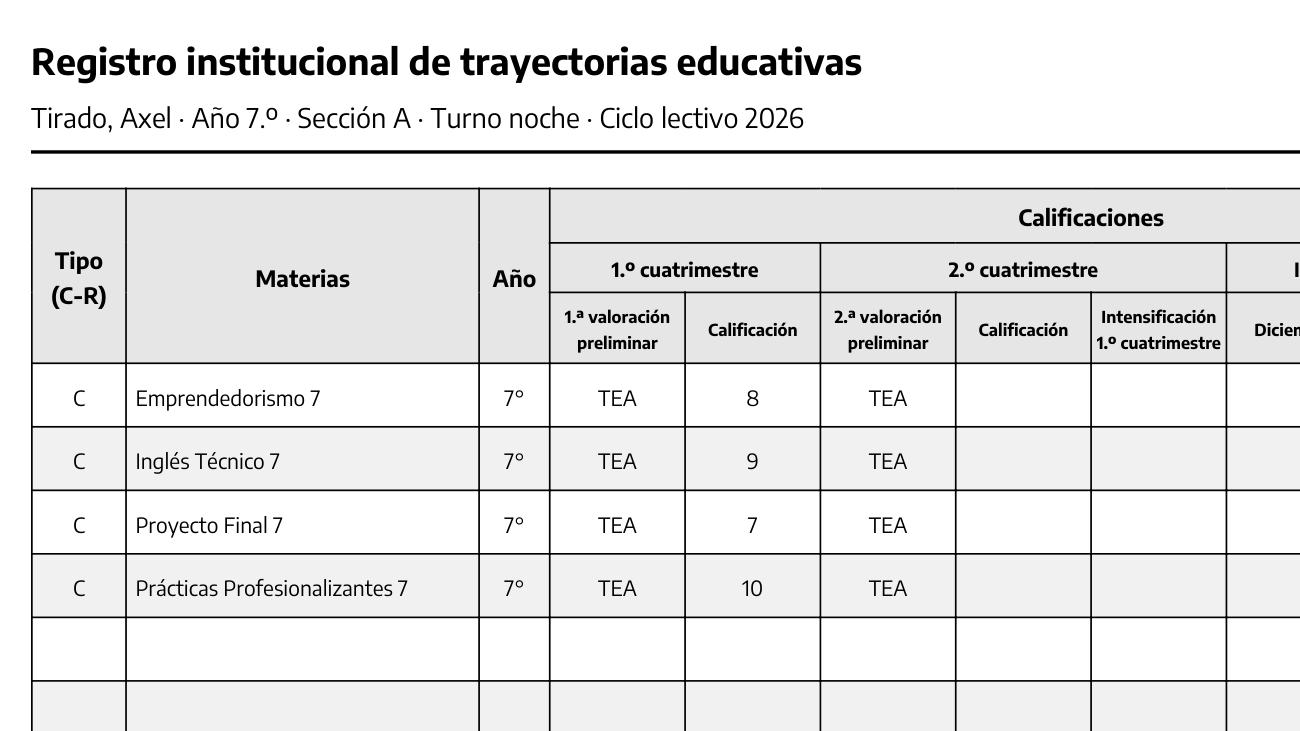 Registro institucional de trayectorias educativas
Tirado, Axel · Año 7.º · Sección A · Turno noche · Ciclo lectivo 2026
Calificaciones
Tipo
(C-R)
Materias
Año
1.º cuatrimestre
2.º cuatrimestre
1.ª valoración
preliminar
Calificación
2.ª valoración
preliminar
Calificación
Intensificación
1.º cuatrimestre
C Emprendedorismo 7 7° TEA 8 TEA
C Inglés Técnico 7 7° TEA 9 TEA
C Proyecto Final 7 7° TEA 7 TEA
C Prácticas Profesionalizantes 7 7° TEA 10 TEA